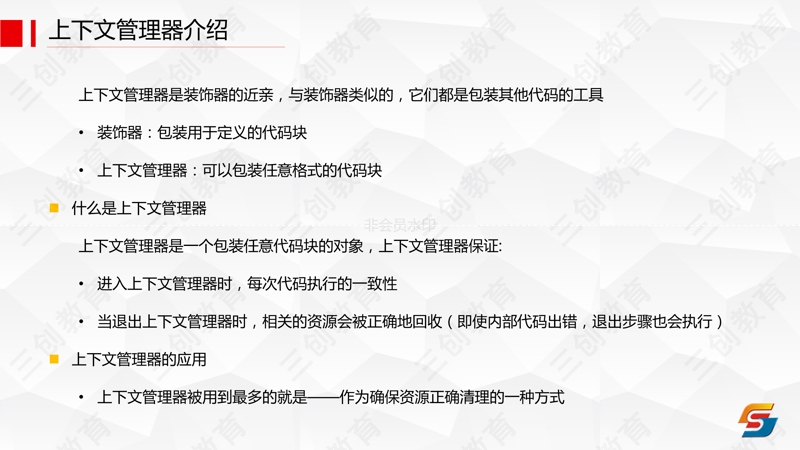 上下文管理器介绍
上下文管理器是装饰器的近亲，与装饰器类似的，它们都是包装其他代码的工具
• 装饰器：包装用于定义的代码块
• 上下文管理器：可以包装任意格式的代码块
什么是上下文管理器
非会员水印
上下文管理器是一个包装任意代码块的对象，上下文管理器保证:
• 进入上下文管理器时，每次代码执行的一致性
• 当退出上下文管理器时，相关的资源会被正确地回收（即使内部代码出错，退出步骤也会执行）
上下文管理器的应用
• 上下文管理器被用到最多的就是——作为确保资源正确清理的一种方式
三创教育